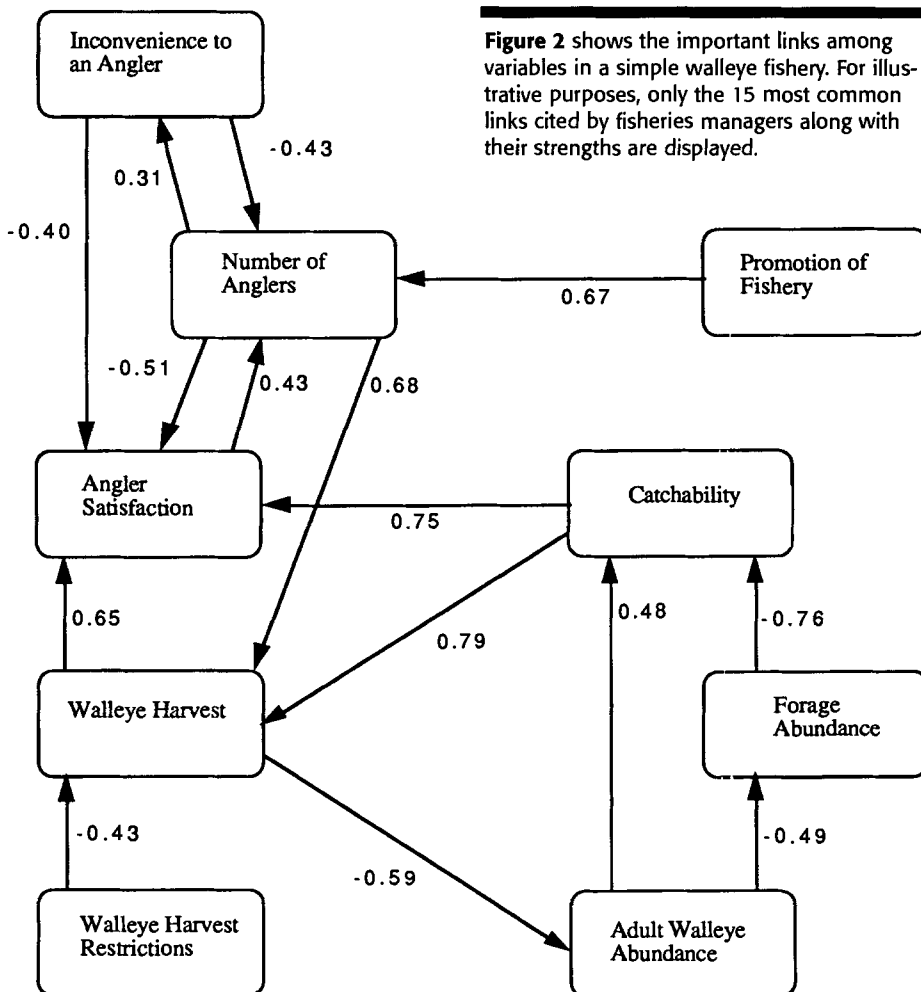 Inconvenience to
an Angler
Figure 2 shows the important links among
variables in a simple walleye fishery. For illus-
trative purposes, only the 15 most common
links cited by fisheries managers along with
their strengths are displayed.
-0.43
0.31
-0.40
Number of
Anglers
Promotion of
Fishery
0.67
-0.51
0.43
0.68
Angler
Satisfaction
Catchability
0.75
0.65
0.79
0.48
-0.76
Walleye Harvest
Forage
Abundance
-0.43
-0.59
-0.49
Walleye Harvest
Restrictions
Adult Walleye
Abundance